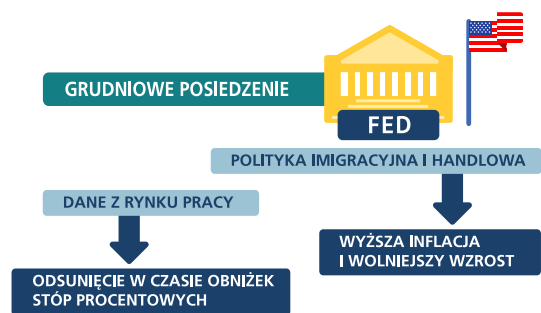 GRUDNIOWE POSIEDZENIE
FED
POLITYKA IMIGRACYJNA I HANDLOWA
DANE Z RYNKU PRACY
WYŻSZA INFLACJA
I WOLNIEJSZY WZROST
ODSUNIĘCIE W CZASIE OBNIŻEK
STÓP PROCENTOWYCH